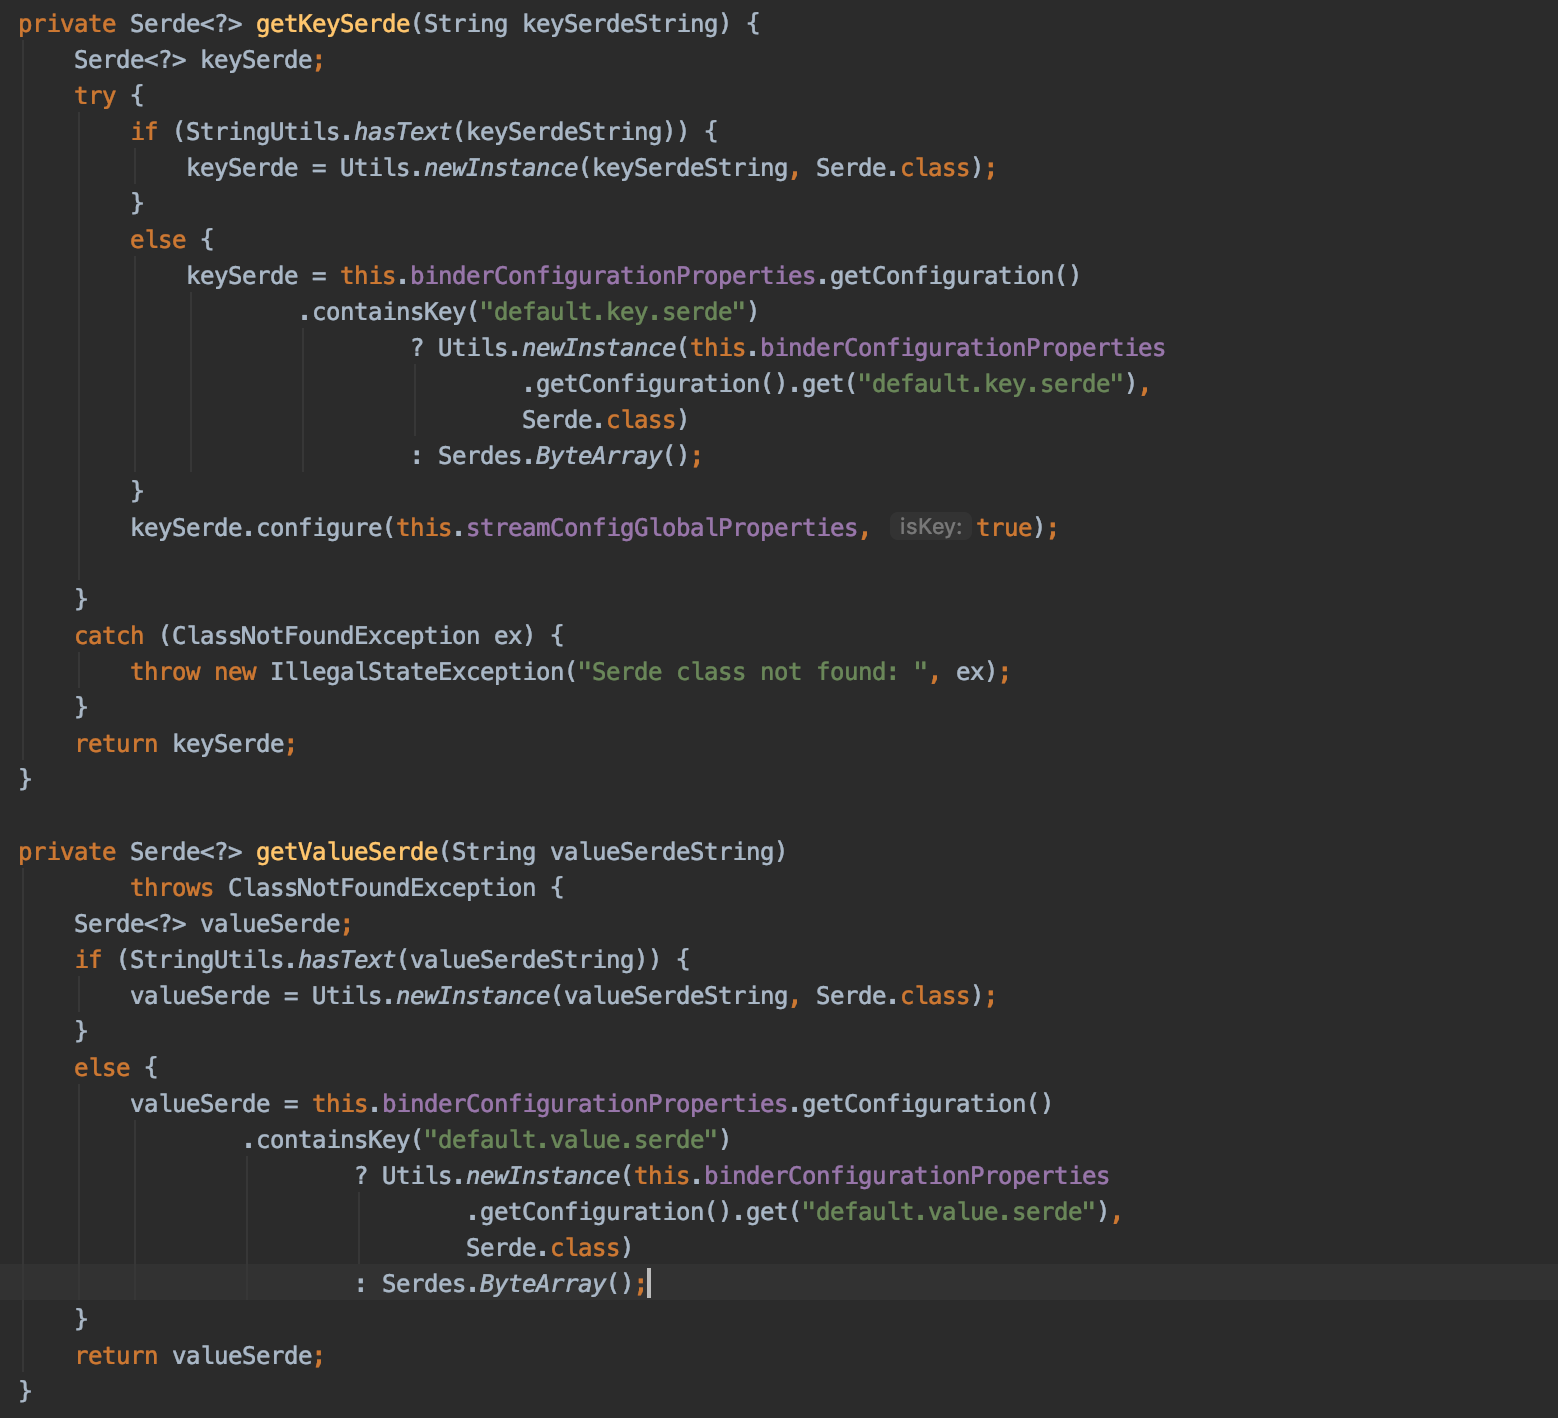 private Serde<?> getKeySerde(String keySerdeString) {
    Serde<?> keySerde;
    try {
        if (StringUtils.hasText(keySerdeString)) {
            keySerde = Utils.newInstance(keySerdeString, Serde.class);
        }
        else {
            keySerde = this.binderConfigurationProperties.getConfiguration()
                    .containsKey("default.key.serde")
                            ? Utils.newInstance(this.binderConfigurationProperties
                                    .getConfiguration().get("default.key.serde"),
                                    Serde.class)
                            : Serdes.ByteArray();
        }
        keySerde.configure(this.streamConfigGlobalProperties, isKey: true);

    }
    catch (ClassNotFoundException ex) {
        throw new IllegalStateException("Serde class not found: ", ex);
    }
    return keySerde;
}

private Serde<?> getValueSerde(String valueSerdeString)
        throws ClassNotFoundException {
    Serde<?> valueSerde;
    if (StringUtils.hasText(valueSerdeString)) {
        valueSerde = Utils.newInstance(valueSerdeString, Serde.class);
    }
    else {
        valueSerde = this.binderConfigurationProperties.getConfiguration()
                .containsKey("default.value.serde")
                        ? Utils.newInstance(this.binderConfigurationProperties
                                .getConfiguration().get("default.value.serde"),
                                Serde.class)
                        : Serdes.ByteArray();
    }
    return valueSerde;
}